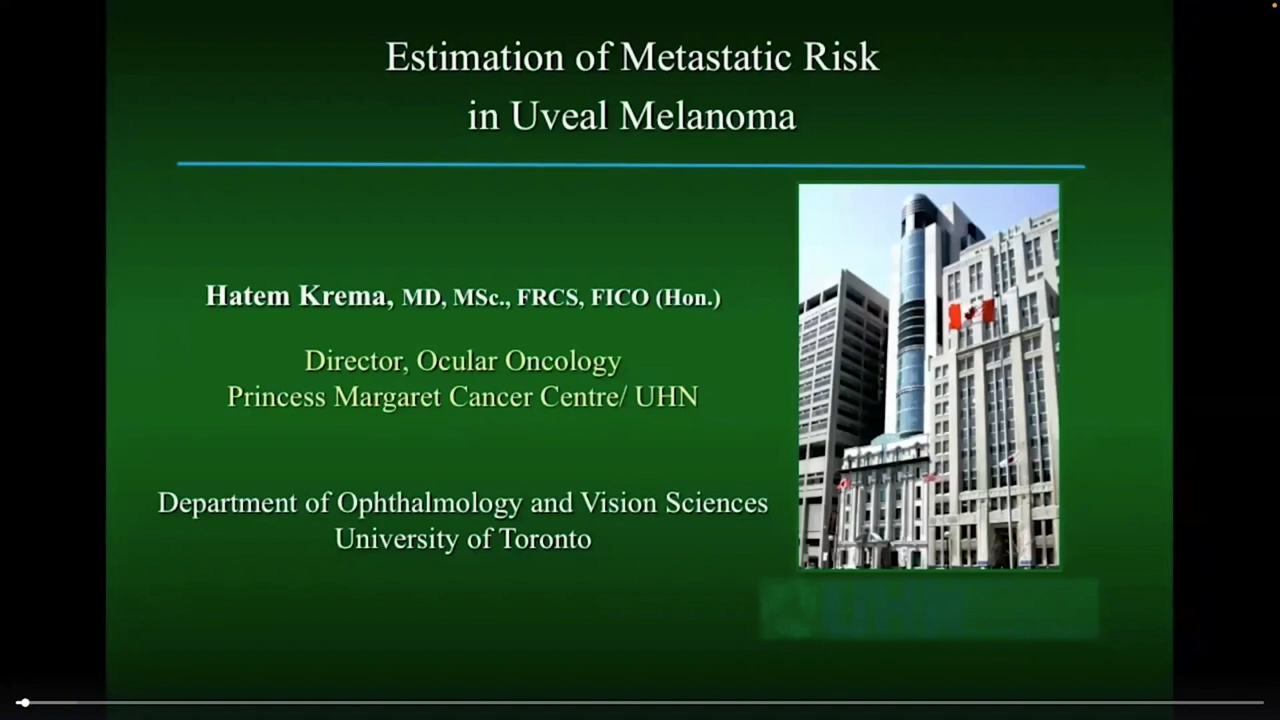 Estimation of Metastatic Risk
in Uveal Melanoma
Hatem Krema, MD, MSc., FRCS, FICO (Hon.)
Director, Ocular Oncology
Princess Margaret Cancer Centre/ UHN
Department of Ophthalmology and Vision Sciences
University of Toronto
UHN